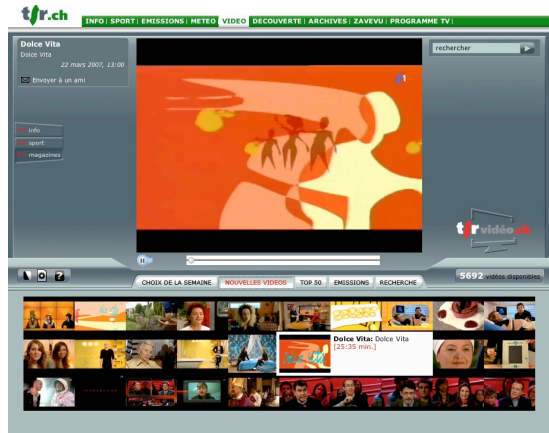 tsr.ch
INFO | SPORT | EMISSIONS | METEO | VIDEO | DECOUVERTE | ARCHIVES | ZAVEVU | PROGRAMME TV |
Dolce Vita
Dolce Vita
22 mars 2007, 13:00
Envoyer à un ami
rechercher
info
sport
magazines
tsrvidéo.ch
5692 vidéos disponibles
?
CHOIX DE LA SEMAINE NOUVELLES VIDEOS TOP 50 EMISSIONS RECHERCHE
Dolce Vita: Dolce Vita
[25:35 min.]